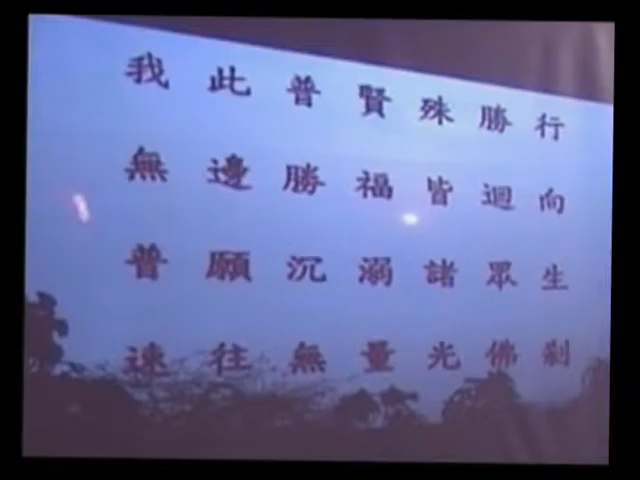 我此普賢殊勝行
無邊勝福皆迴向
普願沉溺諸眾生
速往無量光佛剎